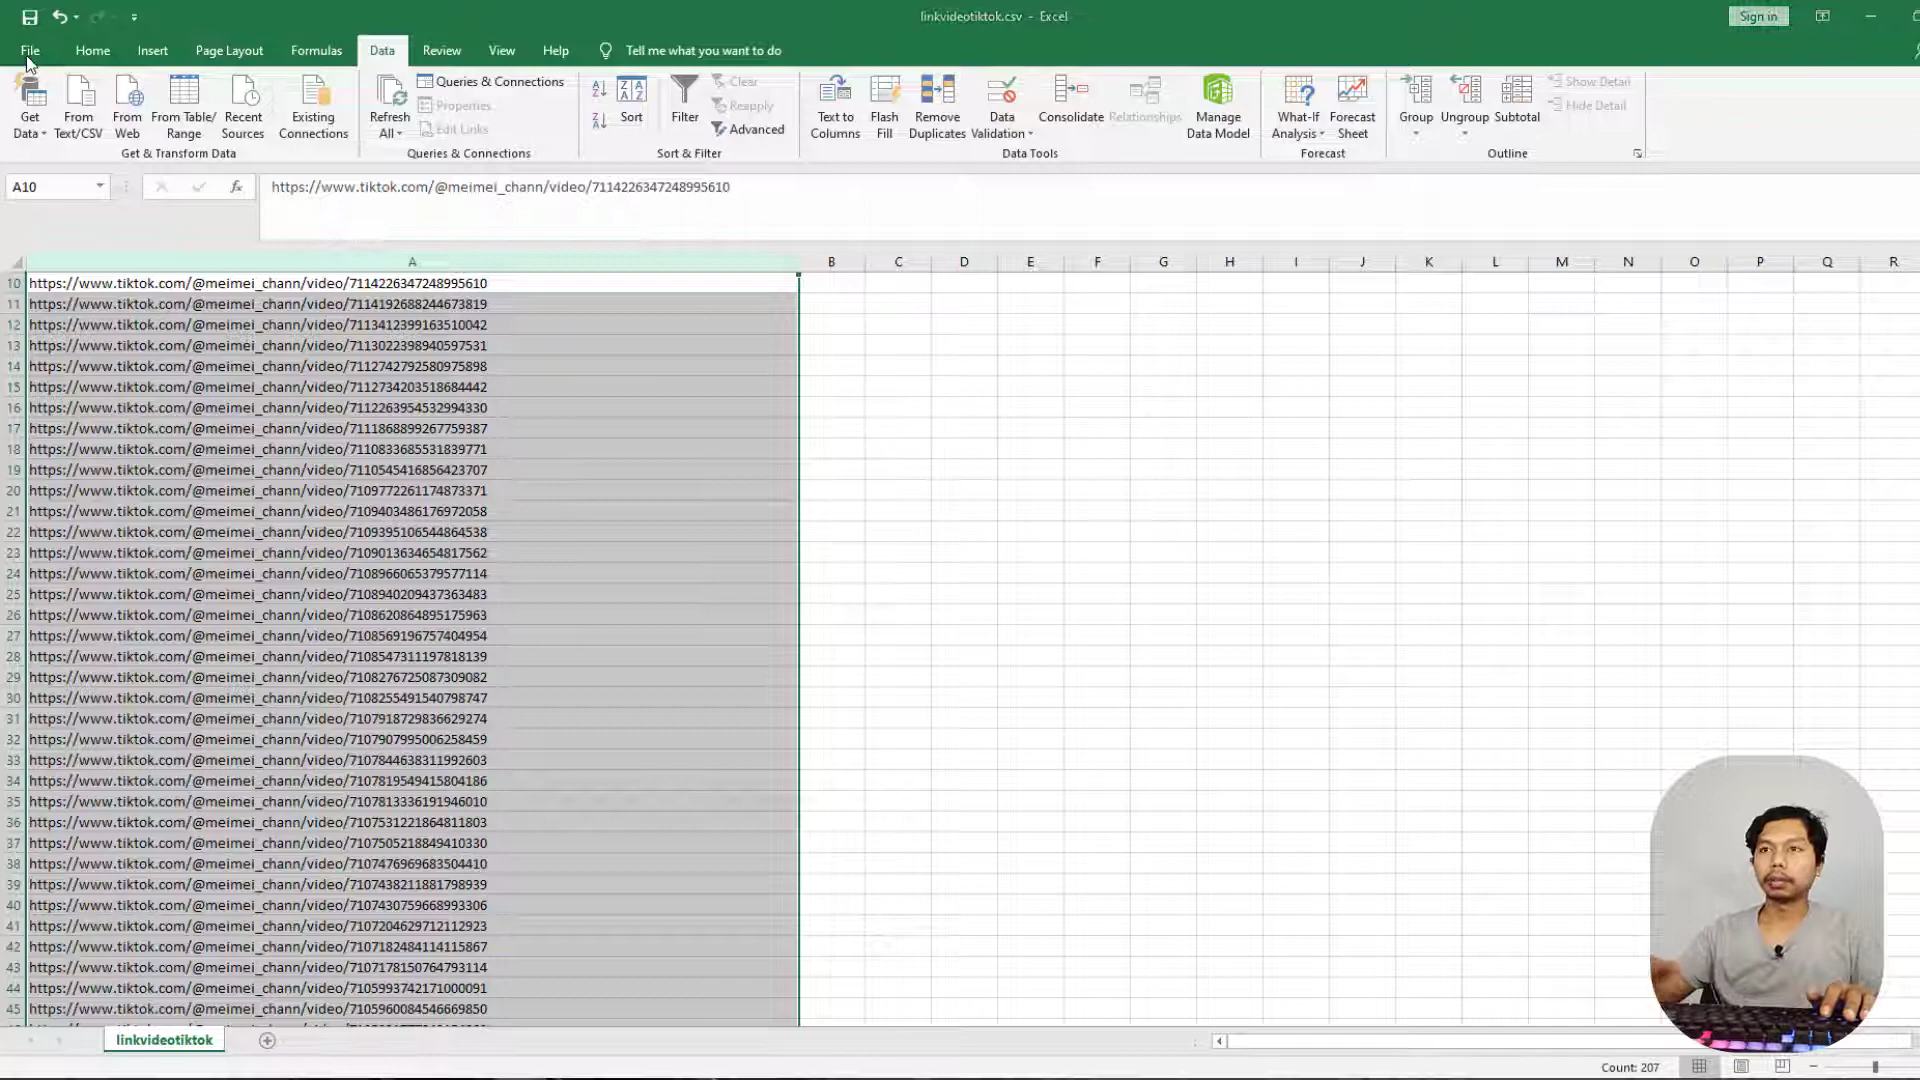 linkvideotiktok.csv - Excel
Sign in
File Home Insert Page Layout Formulas Data Review View Help Tell me what you want to do
Get Data
From Text/CSV
From Web
From Table/ Range
Recent Sources
Existing Connections
Get & Transform Data
Refresh All
Queries & Connections
Properties
Edit Links
Queries & Connections
Sort
Filter
Clear
Reapply
Advanced
Sort & Filter
Text to Columns
Flash Fill
Remove Duplicates
Data Validation
Consolidate
Relationships
Manage Data Model
Data Tools
What-If Analysis
Forecast Sheet
Forecast
Group
Ungroup
Subtotal
Show Detail
Hide Detail
Outline
A10 fx https://www.tiktok.com/@meimei_chann/video/7114226347248995610
A B C D E F G H I J K L M N O P Q R
10 https://www.tiktok.com/@meimei_chann/video/7114226347248995610
11 https://www.tiktok.com/@meimei_chann/video/7114192688244673819
12 https://www.tiktok.com/@meimei_chann/video/7113412399163510042
13 https://www.tiktok.com/@meimei_chann/video/7113022398940597531
14 https://www.tiktok.com/@meimei_chann/video/7112742792580975898
15 https://www.tiktok.com/@meimei_chann/video/7112734203518684442
16 https://www.tiktok.com/@meimei_chann/video/7112263954532994330
17 https://www.tiktok.com/@meimei_chann/video/7111868899267759387
18 https://www.tiktok.com/@meimei_chann/video/7110833685531839771
19 https://www.tiktok.com/@meimei_chann/video/7110545416856423707
20 https://www.tiktok.com/@meimei_chann/video/7109772261174873371
21 https://www.tiktok.com/@meimei_chann/video/7109403486176972058
22 https://www.tiktok.com/@meimei_chann/video/7109395106544864538
23 https://www.tiktok.com/@meimei_chann/video/7109013634654817562
24 https://www.tiktok.com/@meimei_chann/video/7108966065379577114
25 https://www.tiktok.com/@meimei_chann/video/7108940209437363483
26 https://www.tiktok.com/@meimei_chann/video/7108620864895175963
27 https://www.tiktok.com/@meimei_chann/video/7108569196757404954
28 https://www.tiktok.com/@meimei_chann/video/7108547311197818139
29 https://www.tiktok.com/@meimei_chann/video/7108276725087309082
30 https://www.tiktok.com/@meimei_chann/video/7108255491540798747
31 https://www.tiktok.com/@meimei_chann/video/7107918729836629274
32 https://www.tiktok.com/@meimei_chann/video/7107907995006258459
33 https://www.tiktok.com/@meimei_chann/video/7107844638311992603
34 https://www.tiktok.com/@meimei_chann/video/7107819549415804186
35 https://www.tiktok.com/@meimei_chann/video/7107813336191946010
36 https://www.tiktok.com/@meimei_chann/video/7107531221864811803
37 https://www.tiktok.com/@meimei_chann/video/7107505218849410330
38 https://www.tiktok.com/@meimei_chann/video/7107476969683504410
39 https://www.tiktok.com/@meimei_chann/video/7107438211881798939
40 https://www.tiktok.com/@meimei_chann/video/7107430759668993306
41 https://www.tiktok.com/@meimei_chann/video/7107204629712112923
42 https://www.tiktok.com/@meimei_chann/video/7107182484114115867
43 https://www.tiktok.com/@meimei_chann/video/7107178150764793114
44 https://www.tiktok.com/@meimei_chann/video/7105993742171000091
45 https://www.tiktok.com/@meimei_chann/video/7105960084546669850
linkvideotiktok
Count: 207